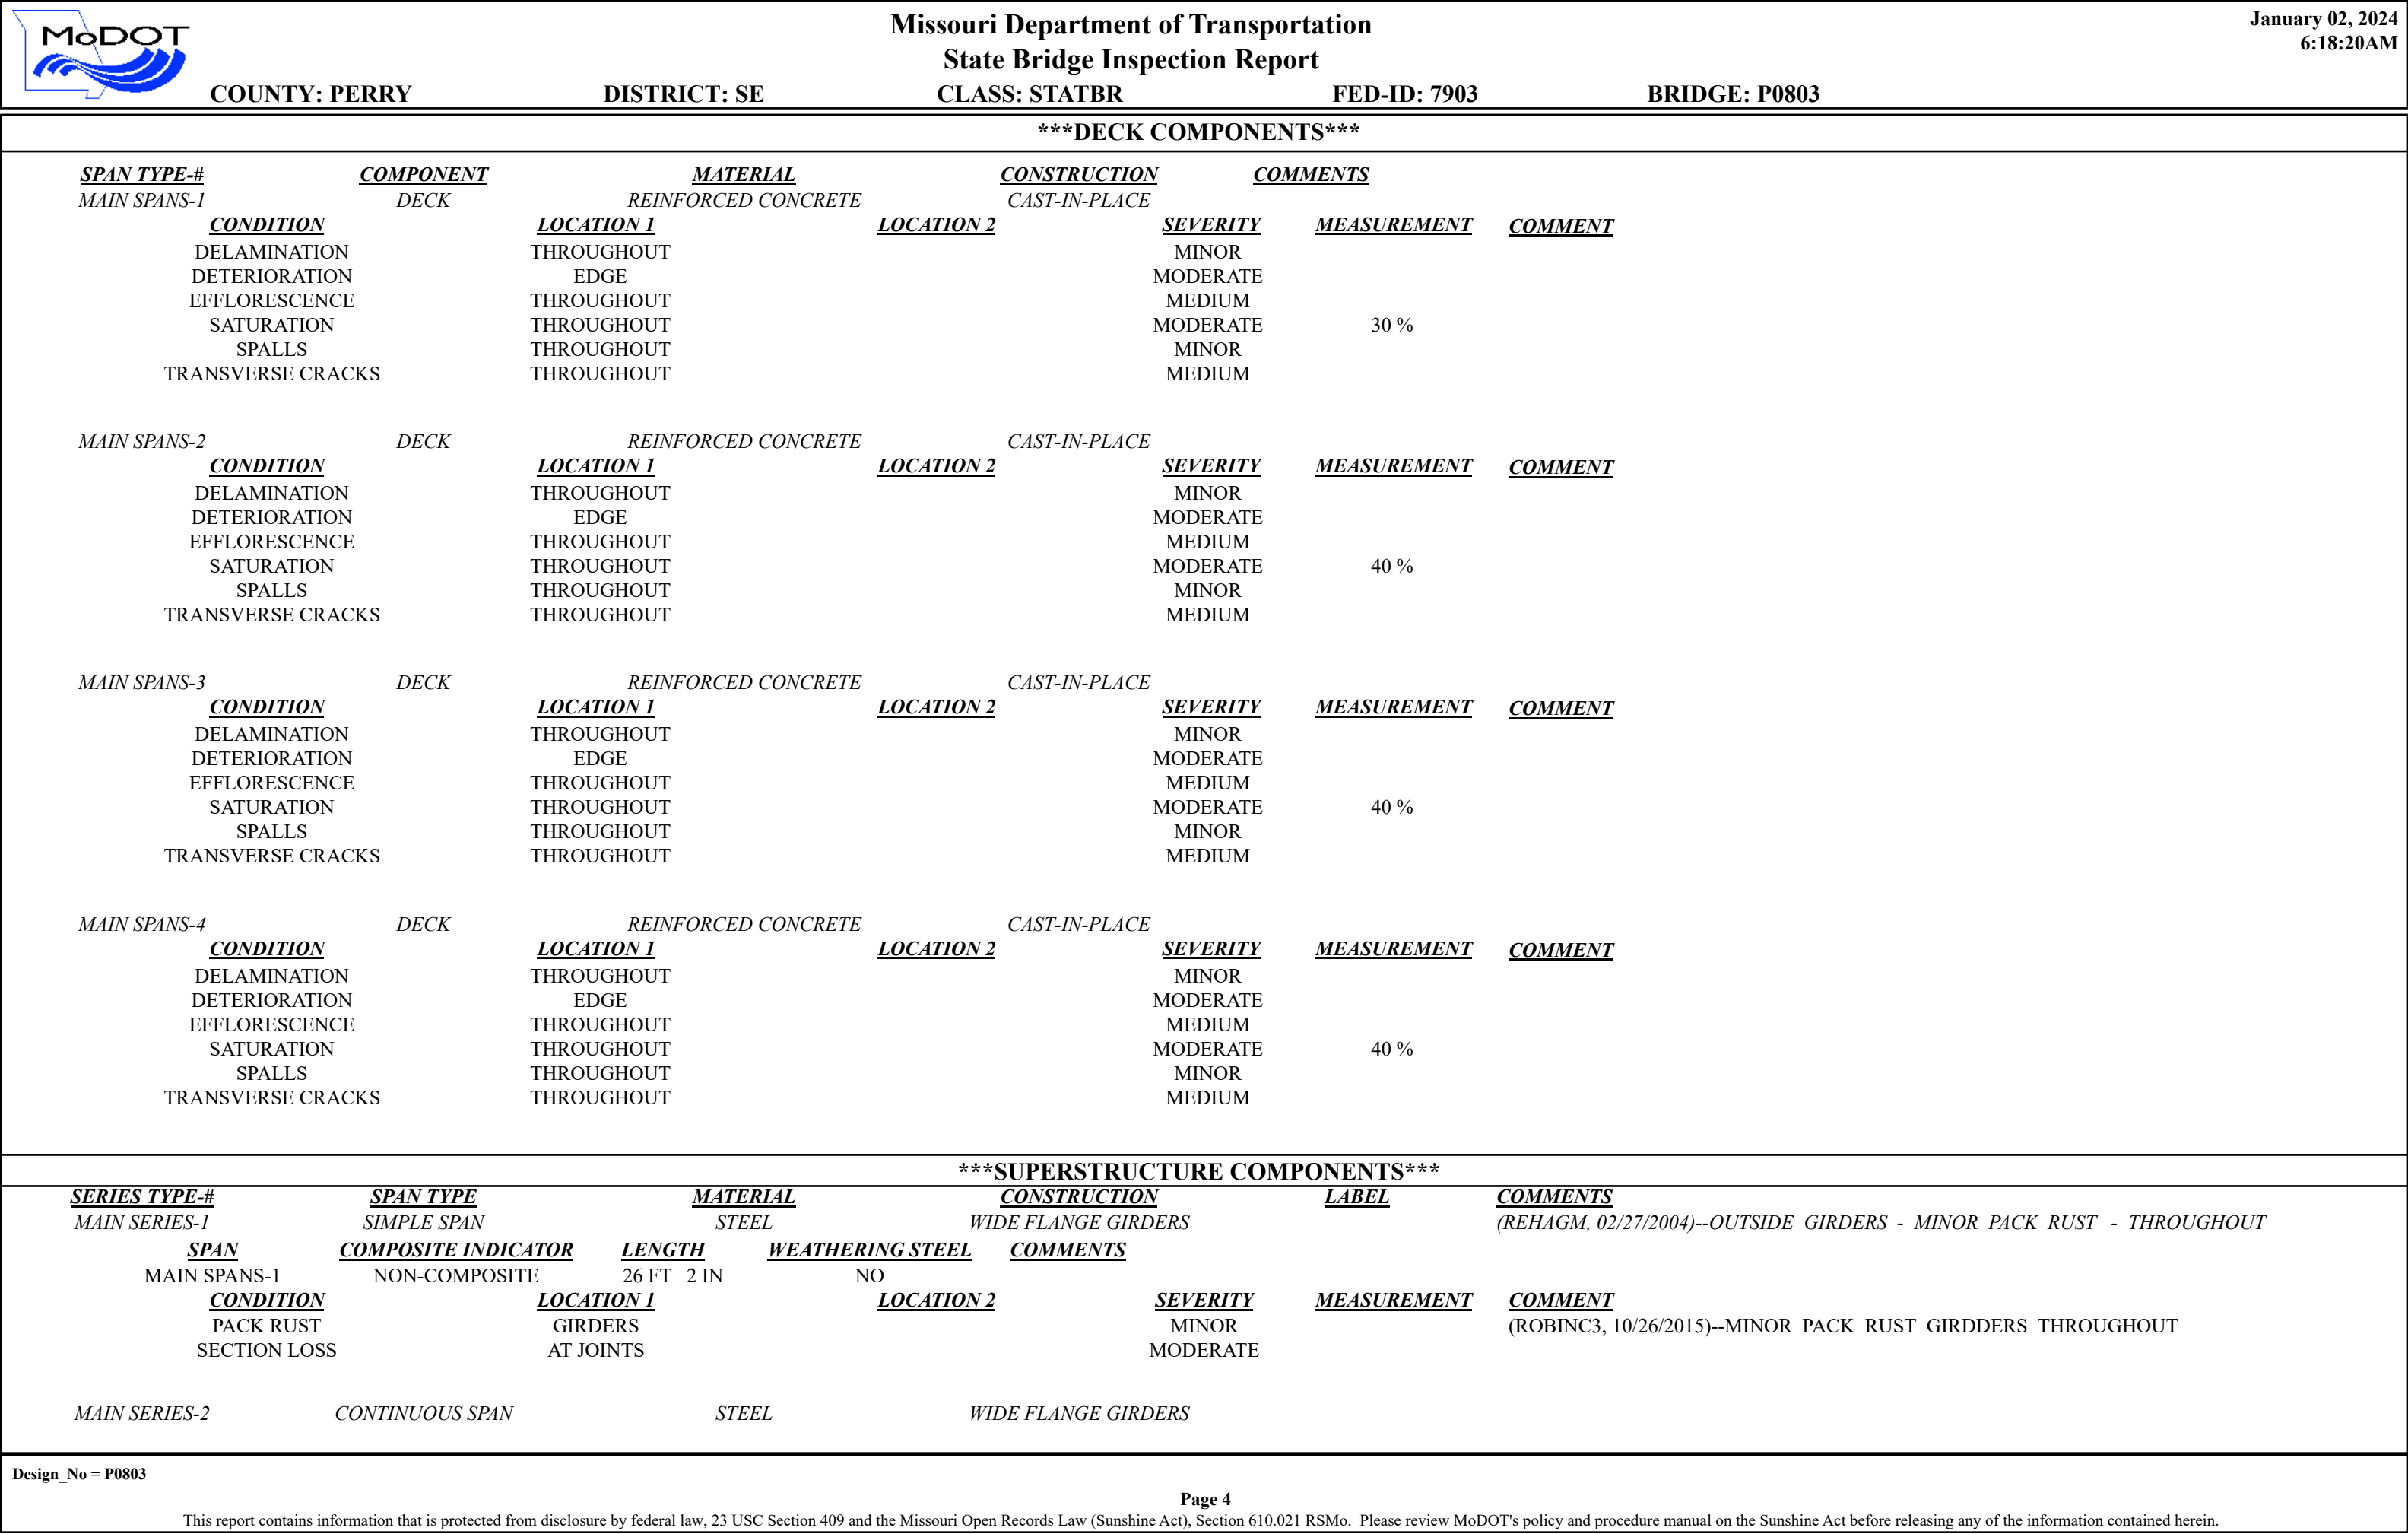 MoDOT
Missouri Department of Transportation
State Bridge Inspection Report
January 02, 2024
6:18:20AM
COUNTY: PERRY DISTRICT: SE CLASS: STATBR FED-ID: 7903 BRIDGE: P0803
***DECK COMPONENTS***
SPAN TYPE-# COMPONENT MATERIAL CONSTRUCTION COMMENTS
MAIN SPANS-1 DECK REINFORCED CONCRETE CAST-IN-PLACE
CONDITION LOCATION 1 LOCATION 2 SEVERITY MEASUREMENT COMMENT
DELAMINATION THROUGHOUT MINOR
DETERIORATION EDGE MODERATE
EFFLORESCENCE THROUGHOUT MEDIUM
SATURATION THROUGHOUT MODERATE 30 %
SPALLS THROUGHOUT MINOR
TRANSVERSE CRACKS THROUGHOUT MEDIUM
MAIN SPANS-2 DECK REINFORCED CONCRETE CAST-IN-PLACE
CONDITION LOCATION 1 LOCATION 2 SEVERITY MEASUREMENT COMMENT
DELAMINATION THROUGHOUT MINOR
DETERIORATION EDGE MODERATE
EFFLORESCENCE THROUGHOUT MEDIUM
SATURATION THROUGHOUT MODERATE 40 %
SPALLS THROUGHOUT MINOR
TRANSVERSE CRACKS THROUGHOUT MEDIUM
MAIN SPANS-3 DECK REINFORCED CONCRETE CAST-IN-PLACE
CONDITION LOCATION 1 LOCATION 2 SEVERITY MEASUREMENT COMMENT
DELAMINATION THROUGHOUT MINOR
DETERIORATION EDGE MODERATE
EFFLORESCENCE THROUGHOUT MEDIUM
SATURATION THROUGHOUT MODERATE 40 %
SPALLS THROUGHOUT MINOR
TRANSVERSE CRACKS THROUGHOUT MEDIUM
MAIN SPANS-4 DECK REINFORCED CONCRETE CAST-IN-PLACE
CONDITION LOCATION 1 LOCATION 2 SEVERITY MEASUREMENT COMMENT
DELAMINATION THROUGHOUT MINOR
DETERIORATION EDGE MODERATE
EFFLORESCENCE THROUGHOUT MEDIUM
SATURATION THROUGHOUT MODERATE 40 %
SPALLS THROUGHOUT MINOR
TRANSVERSE CRACKS THROUGHOUT MEDIUM
***SUPERSTRUCTURE COMPONENTS***
SERIES TYPE-# SPAN TYPE MATERIAL CONSTRUCTION LABEL COMMENTS
MAIN SERIES-1 SIMPLE SPAN STEEL WIDE FLANGE GIRDERS (REHAGM, 02/27/2004)--OUTSIDE GIRDERS - MINOR PACK RUST - THROUGHOUT
SPAN COMPOSITE INDICATOR LENGTH WEATHERING STEEL COMMENTS
MAIN SPANS-1 NON-COMPOSITE 26 FT 2 IN NO
CONDITION LOCATION 1 LOCATION 2 SEVERITY MEASUREMENT COMMENT
PACK RUST GIRDERS MINOR (ROBINC3, 10/26/2015)--MINOR PACK RUST GIRDDERS THROUGHOUT
SECTION LOSS AT JOINTS MODERATE
MAIN SERIES-2 CONTINUOUS SPAN STEEL WIDE FLANGE GIRDERS
Design_No = P0803
Page 4
This report contains information that is protected from disclosure by federal law, 23 USC Section 409 and the Missouri Open Records Law (Sunshine Act), Section 610.021 RSMo. Please review MoDOT's policy and procedure manual on the Sunshine Act before releasing any of the information contained herein.